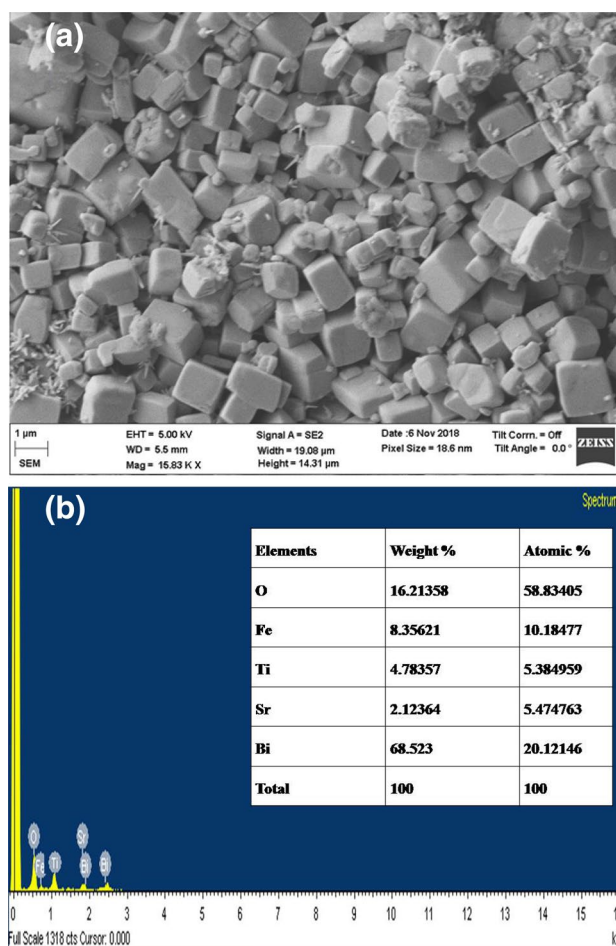 (a)
1 µm
SEM
EHT = 5.00 kV
WD = 5.5 mm
Mag = 15.83 K X
Signal A = SE2
Width = 19.08 µm
Height = 14.31 µm
Date :6 Nov 2018
Pixel Size = 18.6 nm
Tilt Corrn. = Off
Tilt Angle = 0.0 °
ZEISS
(b)
Spectrum
Elements Weight % Atomic %
O 16.21358 58.83405
Fe 8.35621 10.18477
Ti 4.78357 5.384959
Sr 2.12364 5.474763
Bi 68.523 20.12146
Total 100 100
Sr
O Fe Ti Bi Bi
0 1 2 3 4 5 6 7 8 9 10 11 12 13 14 15
Full Scale 1318 cts Cursor: 0.000